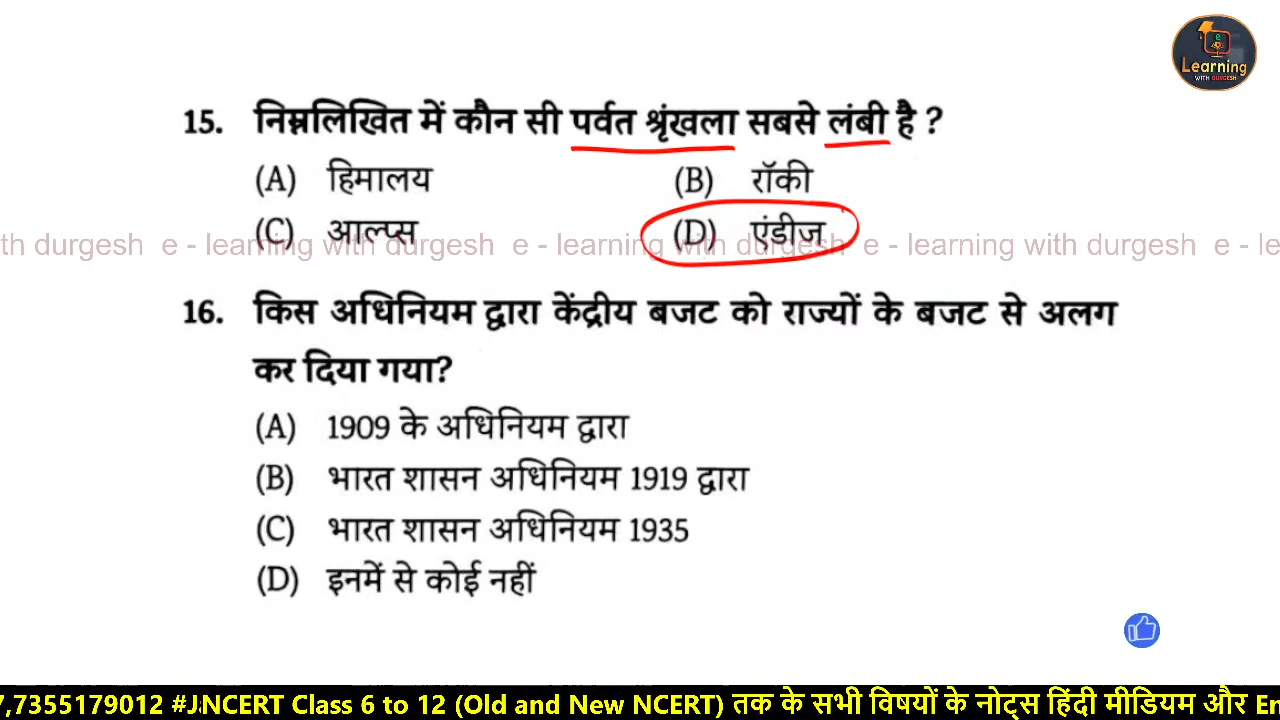 e
Learning
WITH DURGESH
15. निम्नलिखित में कौन सी पर्वत श्रृंखला सबसे लंबी है ?
(A) हिमालय (B) रॉकी
(C) आल्प्स (D) एंडीज
th durgesh e - learning with durgesh e - learning with durgesh e - learning with durgesh e - le
16. किस अधिनियम द्वारा केंद्रीय बजट को राज्यों के बजट से अलग
कर दिया गया?
(A) 1909 के अधिनियम द्वारा
(B) भारत शासन अधिनियम 1919 द्वारा
(C) भारत शासन अधिनियम 1935
(D) इनमें से कोई नहीं
7,7355179012 #JNCERT Class 6 to 12 (Old and New NCERT) तक के सभी विषयों के नोट्स हिंदी मीडियम और En